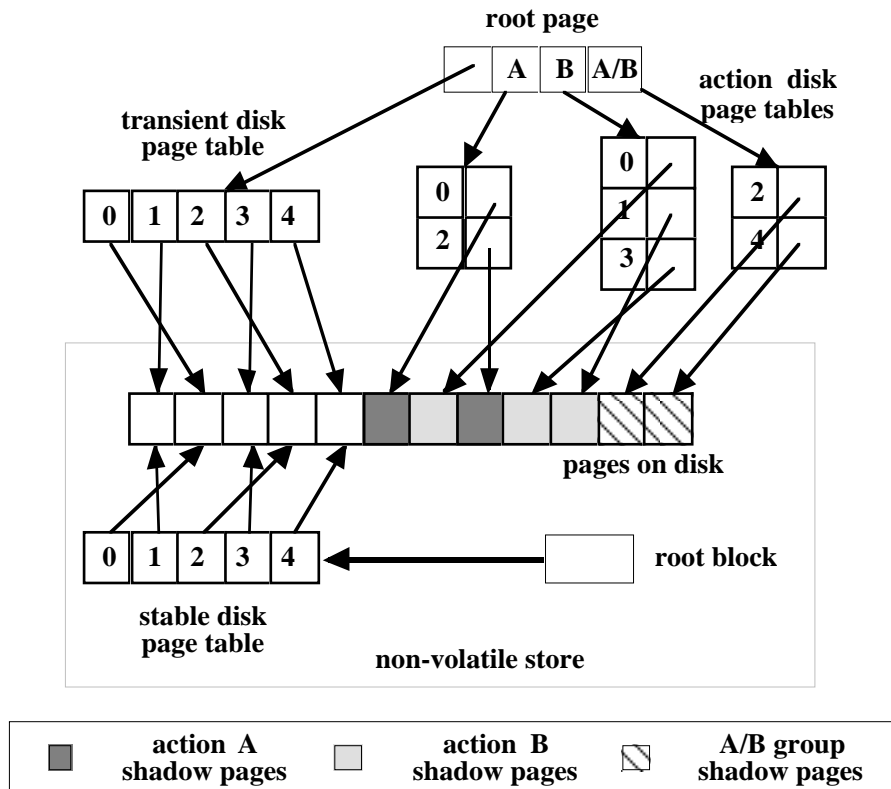 root page
A B A/B
action disk
page tables
transient disk
page table
0 1 2 3 4
0
2
0
1
3
2
4
pages on disk
0 1 2 3 4
root block
stable disk
page table
non-volatile store
action A
shadow pages
action B
shadow pages
A/B group
shadow pages